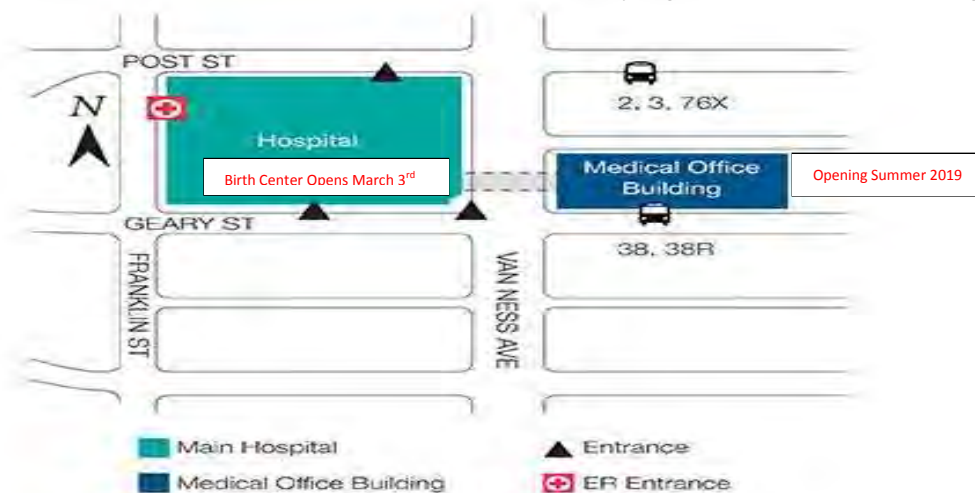 POST ST
N
2, 3, 76X
Hospital
Medical Office
Building
Birth Center Opens March 3rd
Opening Summer 2019
GEARY ST
38, 38R
FRANKLIN ST
VAN NESS AVE
Main Hospital
Entrance
Medical Office Building
ER Entrance